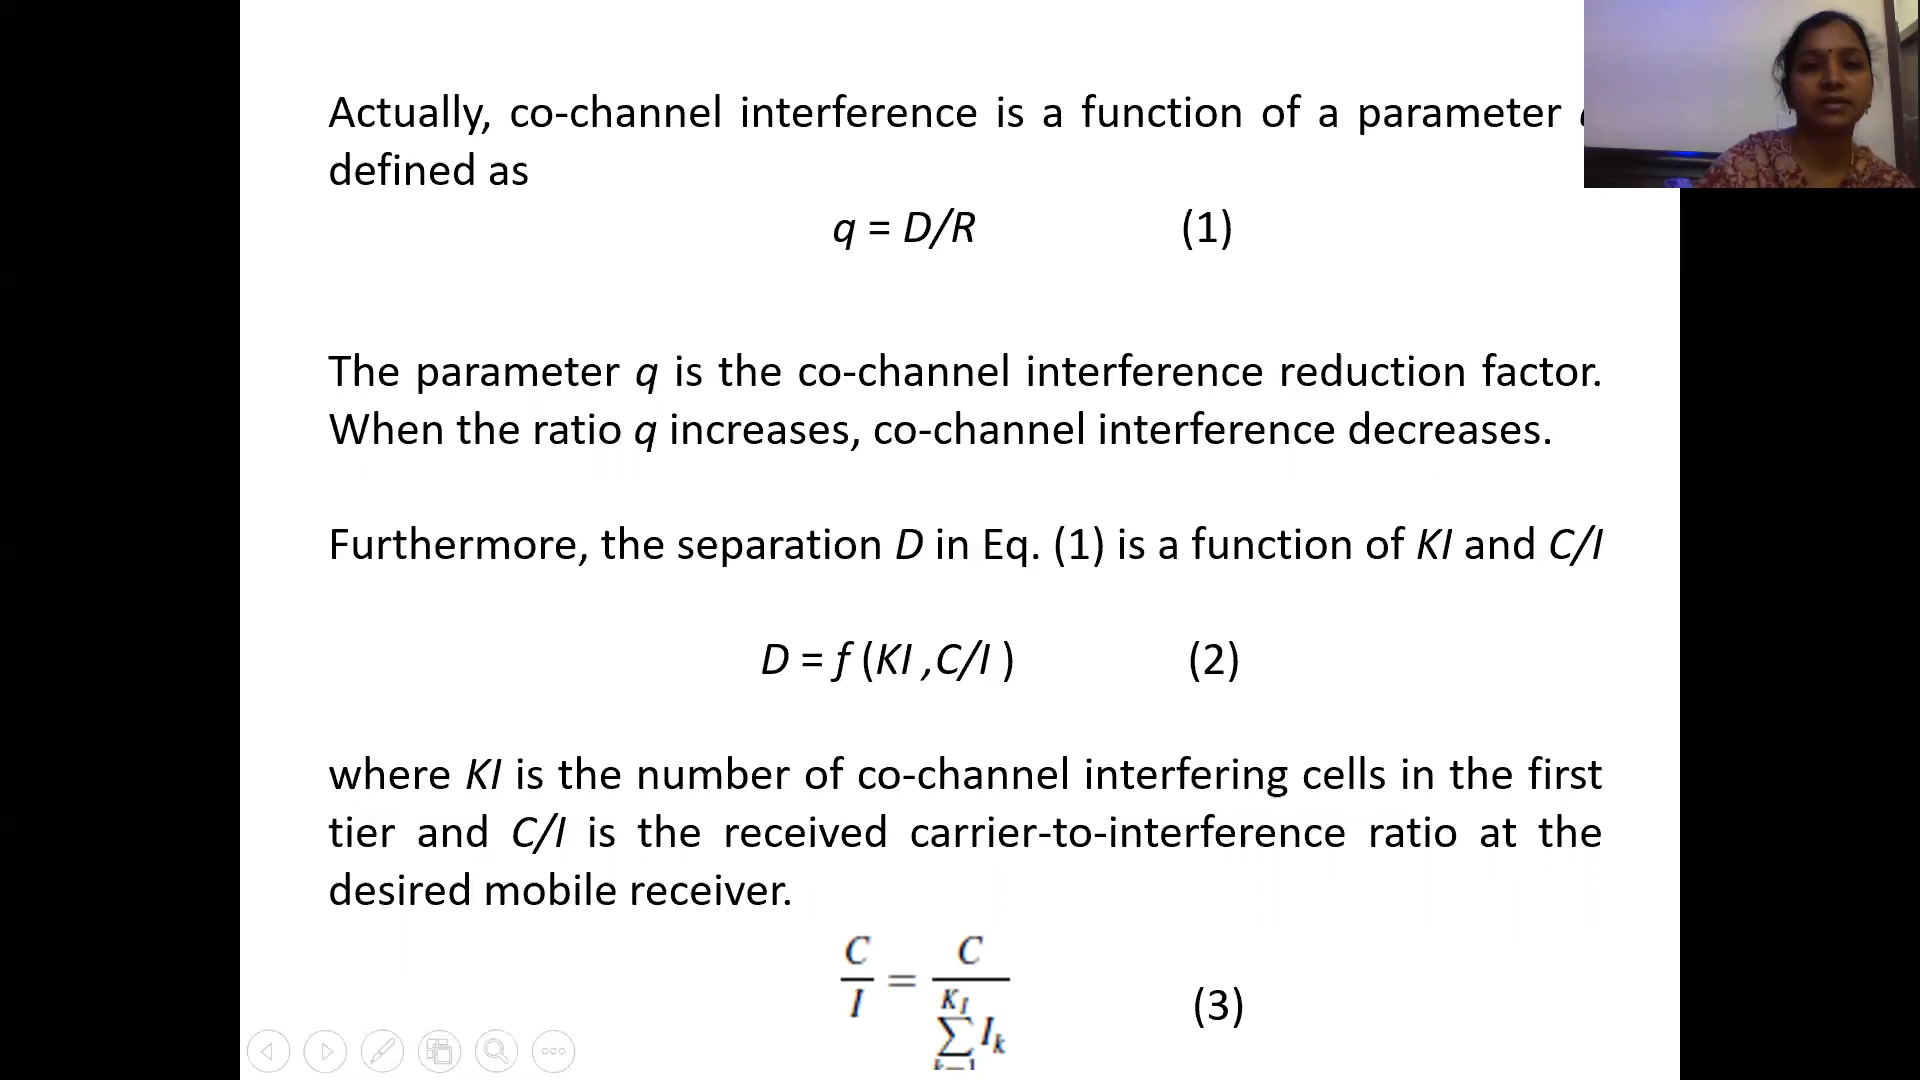 Actually, co-channel interference is a function of a parameter
defined as
q = D/R (1)
The parameter q is the co-channel interference reduction factor.
When the ratio q increases, co-channel interference decreases.
Furthermore, the separation D in Eq. (1) is a function of KI and C/I
D = f (KI ,C/I ) (2)
where KI is the number of co-channel interfering cells in the first
tier and C/I is the received carrier-to-interference ratio at the
desired mobile receiver.
C/I = C / ∑_{k=1}^{K_I} I_k (3)